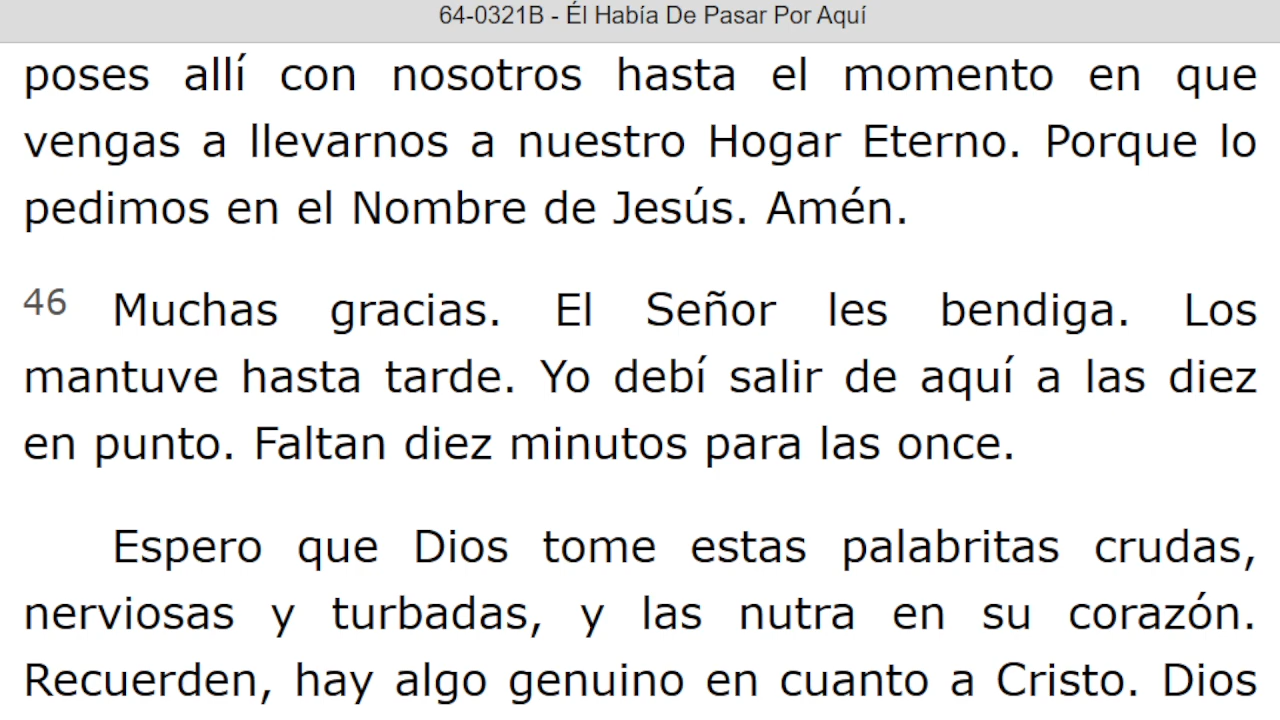 64-0321B - Él Había De Pasar Por Aquí
poses allí con nosotros hasta el momento en que
vengas a llevarnos a nuestro Hogar Eterno. Porque lo
pedimos en el Nombre de Jesús. Amén.
46 Muchas gracias. El Señor les bendiga. Los
mantuve hasta tarde. Yo debí salir de aquí a las diez
en punto. Faltan diez minutos para las once.
Espero que Dios tome estas palabritas crudas,
nerviosas y turbadas, y las nutra en su corazón.
Recuerden, hay algo genuino en cuanto a Cristo. Dios